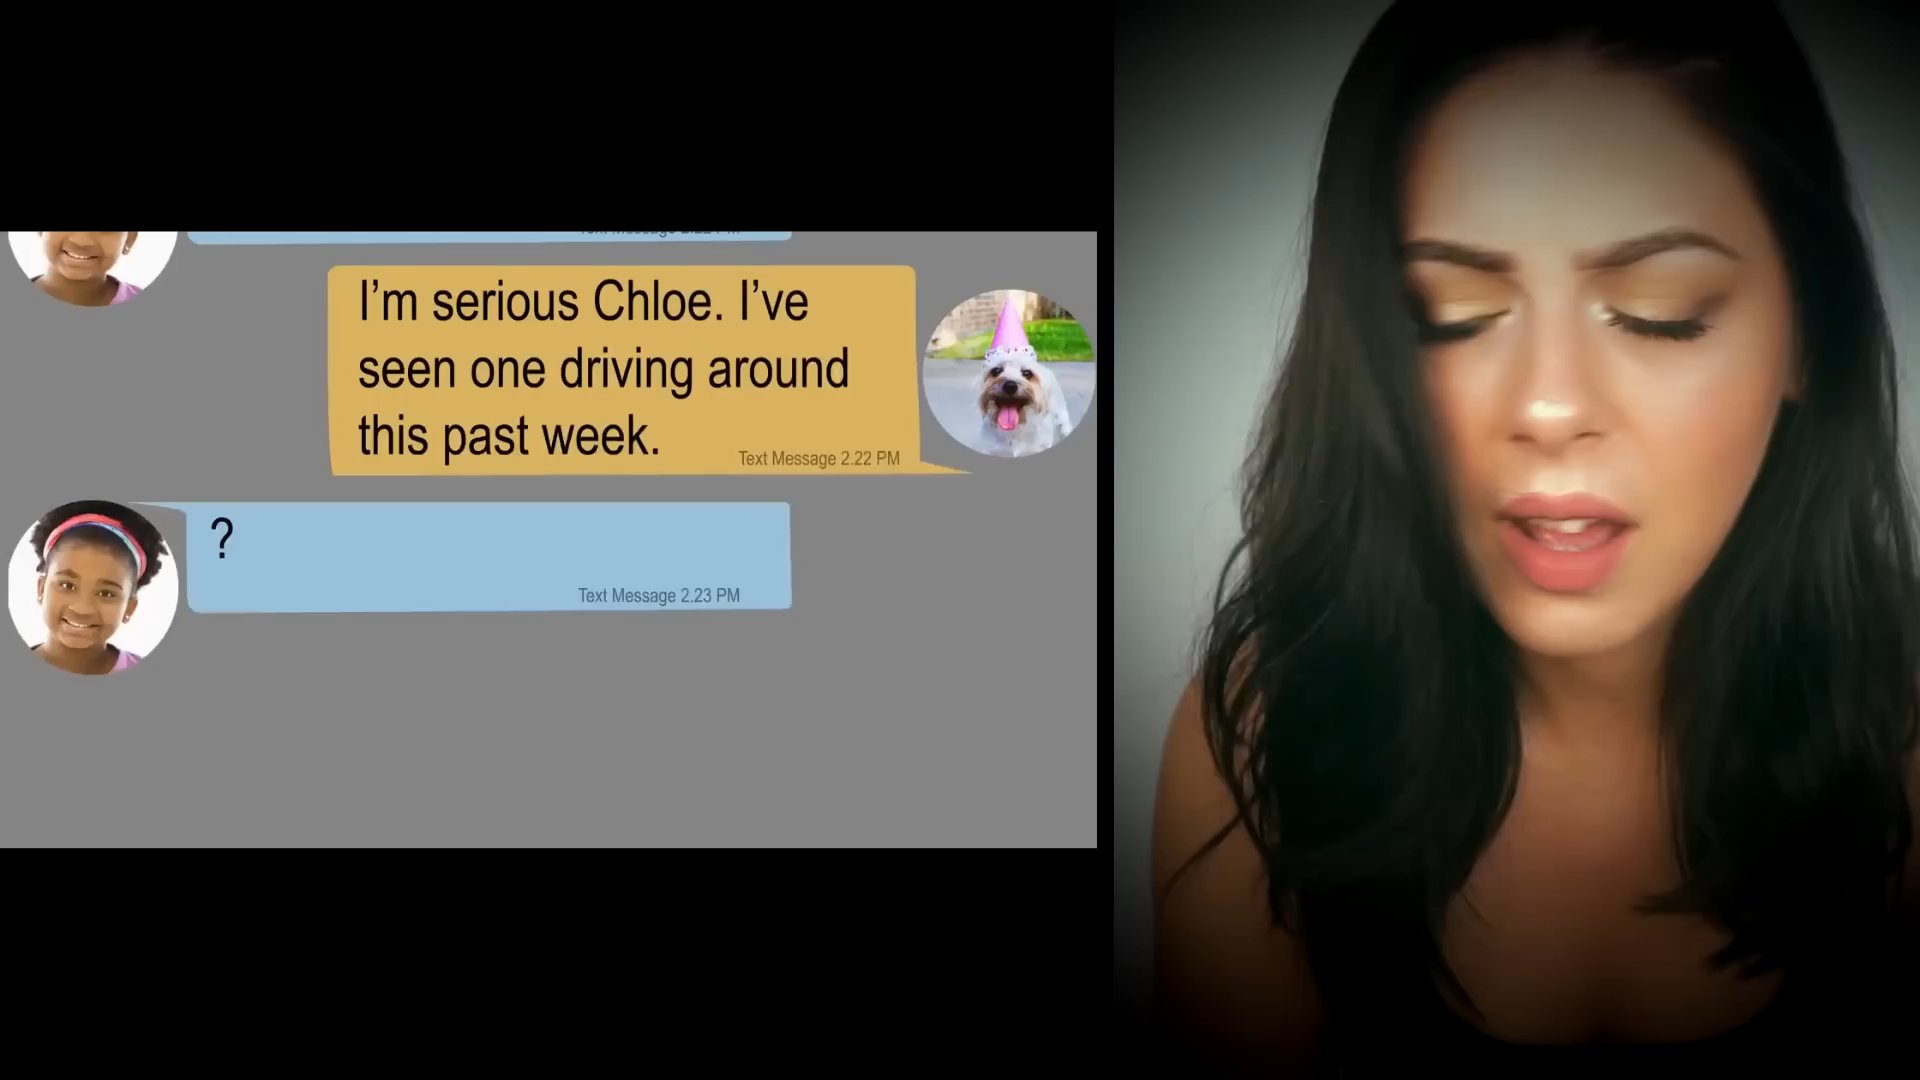 I'm serious Chloe. I've
seen one driving around
this past week.
Text Message 2.22 PM
?
Text Message 2.23 PM